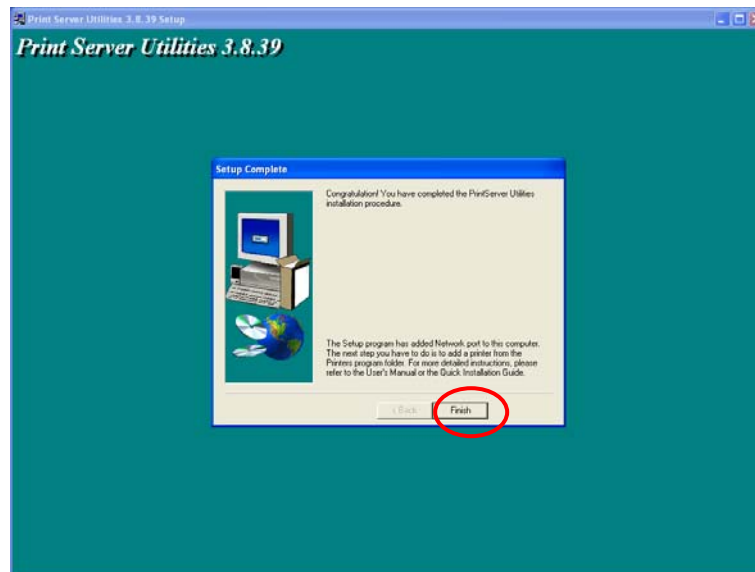 Print Server Utilities 3.8.39 Setup
Print Server Utilities 3.8.39
Setup Complete
Congratulation! You have completed the PrintServer Utilities
installation procedure.
The Setup program has added Network port to this computer.
The next step you have to do is to add a printer from the
Printers program folder. For more detailed instructions, please
refer to the User's Manual or the Quick Installation Guide.
< Back Finish